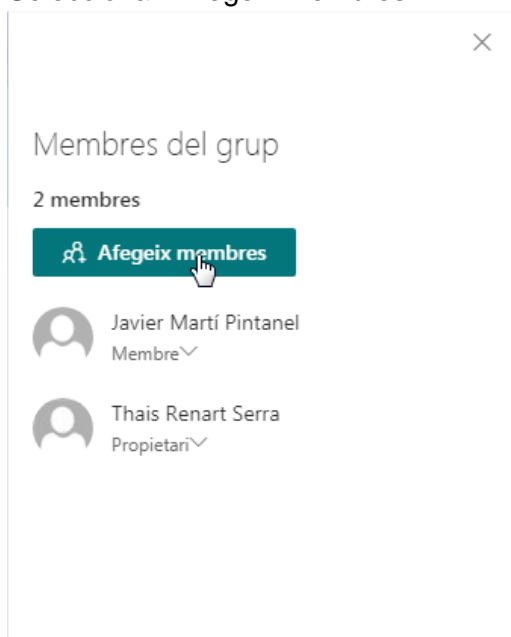 Membres del grup
2 membres
Afegeix membres
Javier Martí Pintanel
Membre
Thais Renart Serra
Propietari